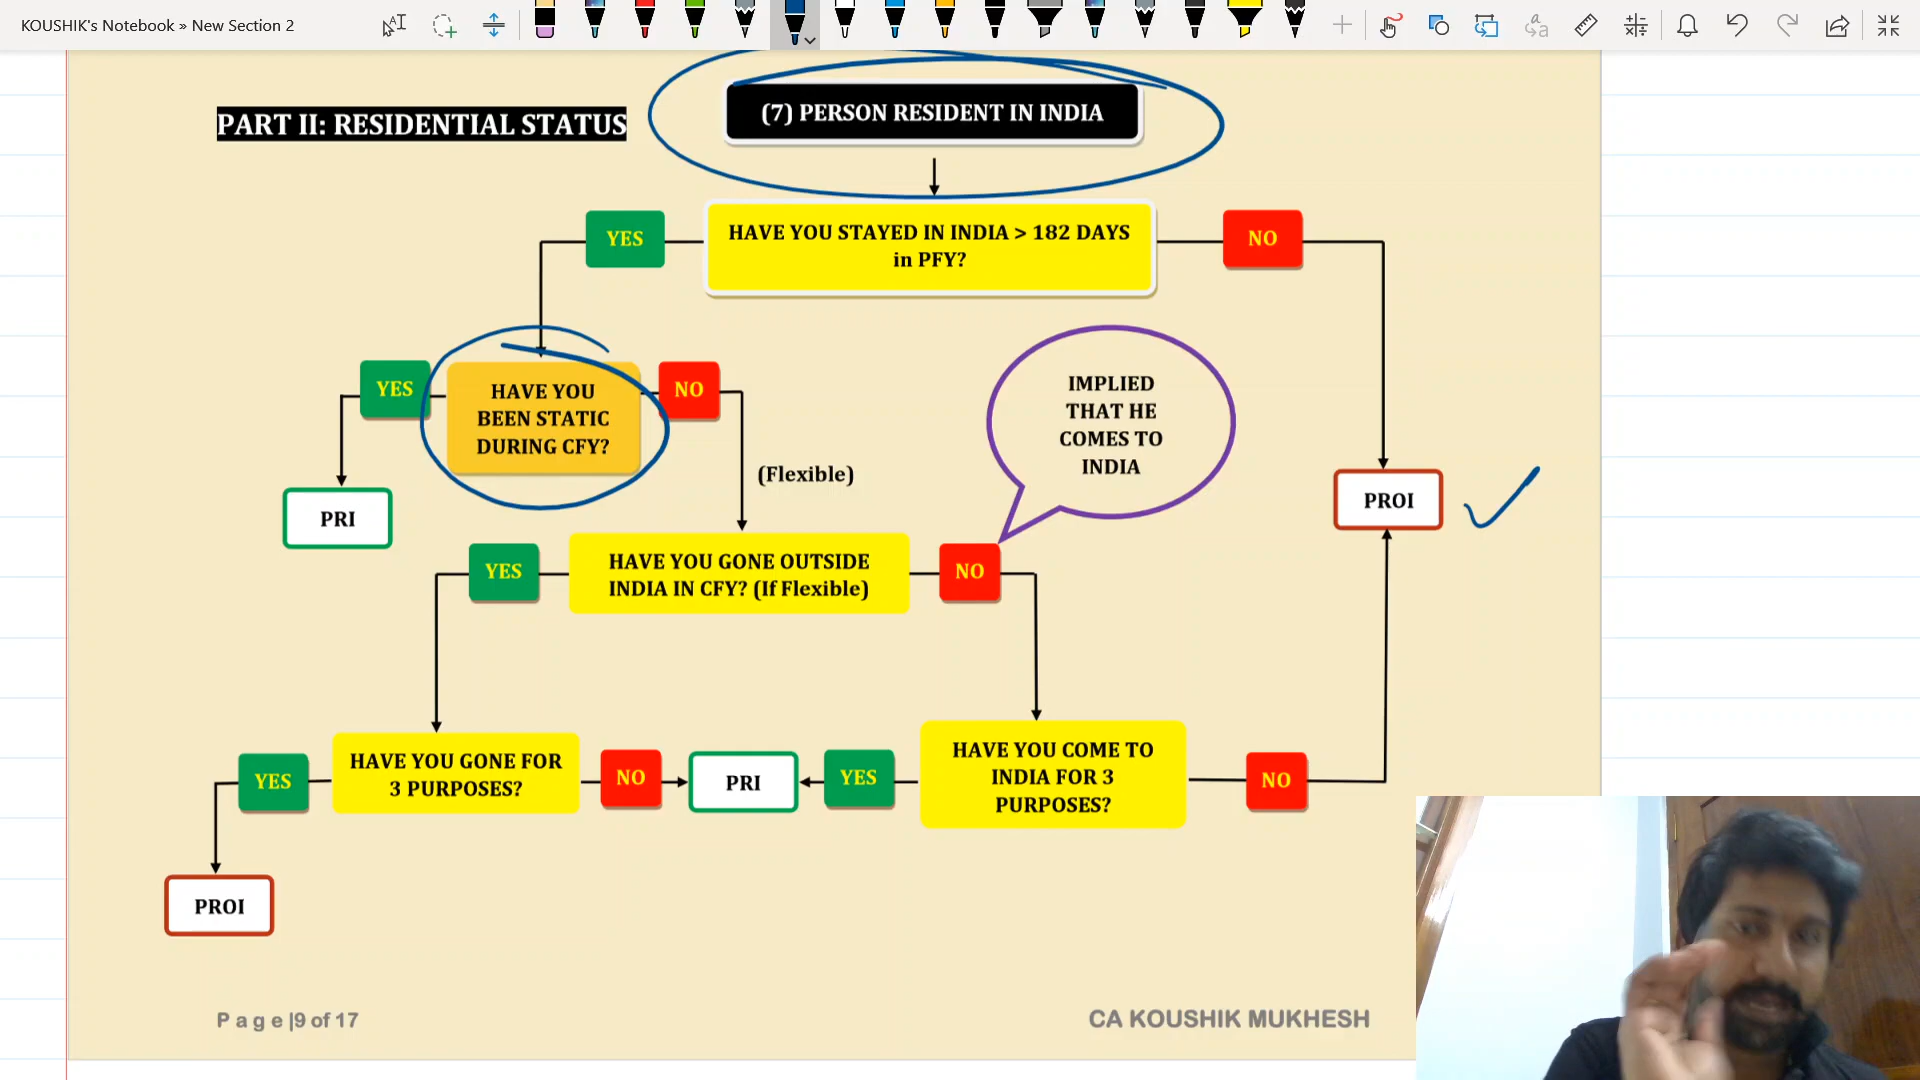 KOUSHIK's Notebook » New Section 2
PART II: RESIDENTIAL STATUS
(7) PERSON RESIDENT IN INDIA
YES
HAVE YOU STAYED IN INDIA > 182 DAYS
in PFY?
NO
YES
HAVE YOU
BEEN STATIC
DURING CFY?
NO
(Flexible)
IMPLIED
THAT HE
COMES TO
INDIA
PRI
PROI
YES
HAVE YOU GONE OUTSIDE
INDIA IN CFY? (If Flexible)
NO
YES
HAVE YOU GONE FOR
3 PURPOSES?
NO
PRI
YES
HAVE YOU COME TO
INDIA FOR 3
PURPOSES?
NO
PROI
Page |9 of 17
CA KOUSHIK MUKHESH